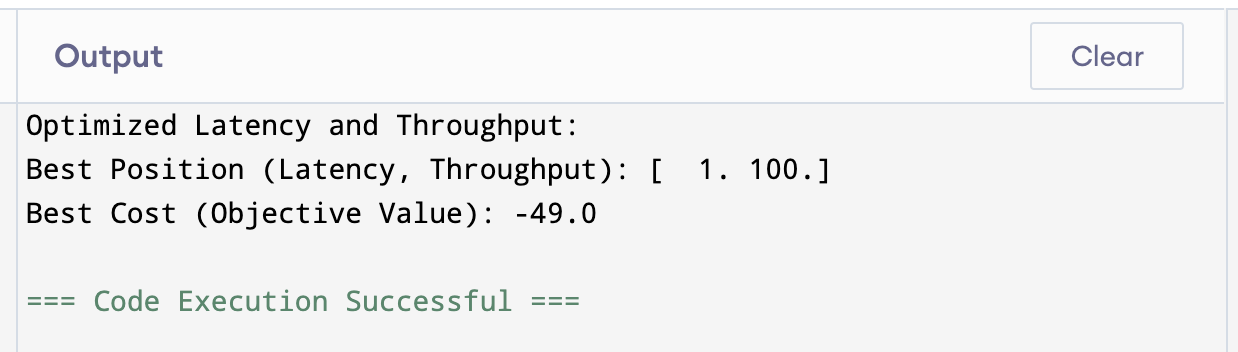 Output
Clear
Optimized Latency and Throughput:
Best Position (Latency, Throughput): [  1. 100.]
Best Cost (Objective Value): -49.0
=== Code Execution Successful ===